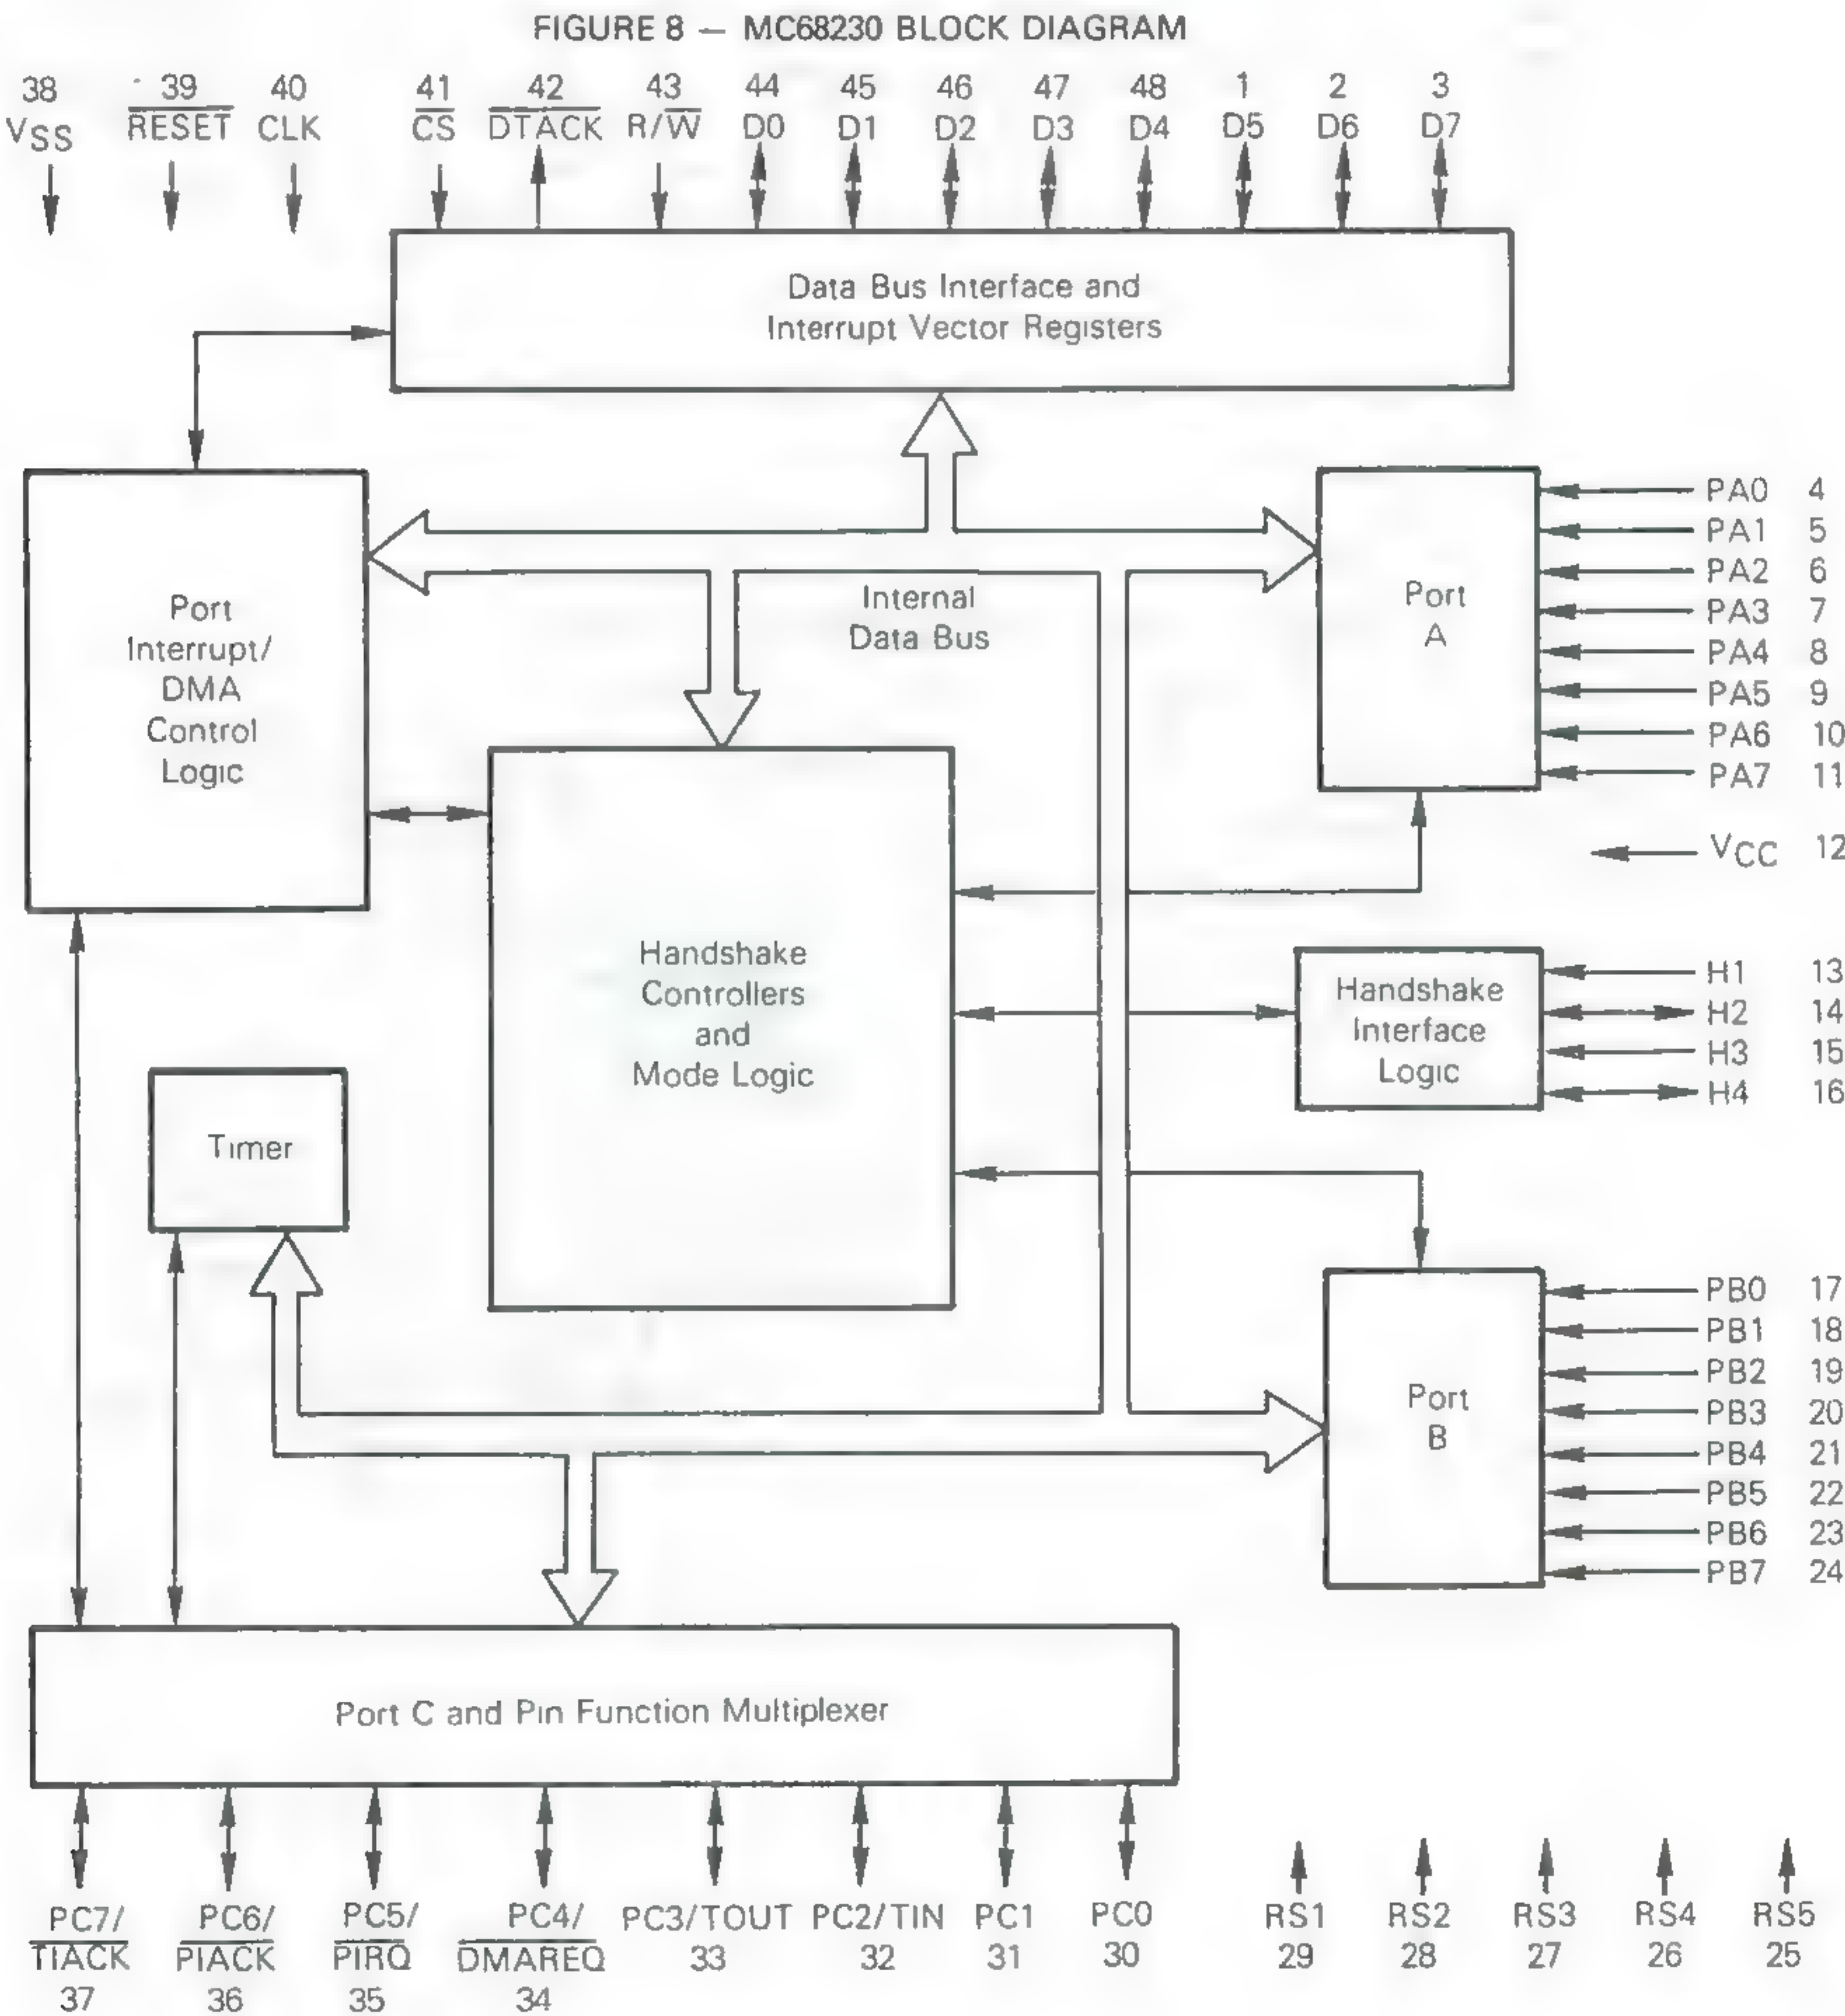 FIGURE 8 — MC68230 BLOCK DIAGRAM
38 39 40 41 42 43 44 45 46 47 48 1 2 3
VSS RESET CLK CS DTACK R/W D0 D1 D2 D3 D4 D5 D6 D7
Data Bus Interface and
Interrupt Vector Registers
Port
Interrupt/
DMA
Control
Logic
Internal
Data Bus
Port
A
PA0 4
PA1 5
PA2 6
PA3 7
PA4 8
PA5 9
PA6 10
PA7 11
VCC 12
Handshake
Controllers
and
Mode Logic
Handshake
Interface
Logic
H1 13
H2 14
H3 15
H4 16
Timer
Port
B
PB0 17
PB1 18
PB2 19
PB3 20
PB4 21
PB5 22
PB6 23
PB7 24
Port C and Pin Function Multiplexer
PC7/ PC6/ PC5/ PC4/ PC3/TOUT PC2/TIN PC1 PC0 RS1 RS2 RS3 RS4 RS5
TIACK PIACK PIRQ DMAREQ 33 32 31 30 29 28 27 26 25
37 36 35 34